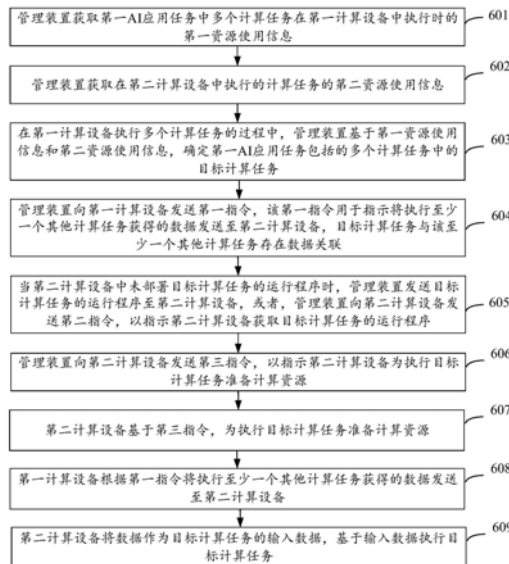 管理装置获取第一AI应用任务中多个计算任务在第一计算设备中执行时的
第一资源使用信息
601
管理装置获取在第二计算设备中执行的计算任务的第二资源使用信息
602
在第一计算设备执行多个计算任务的过程中，管理装置基于第一资源使用
信息和第二资源使用信息，确定第一AI应用任务包括的多个计算任务中的
目标计算任务
603
管理装置向第一计算设备发送第一指令，该第一指令用于指示将执行至少
一个其他计算任务获得的数据发送至第二计算设备，目标计算任务与该至
少一个其他计算任务存在数据关联
604
当第二计算设备中未部署目标计算任务的运行程序时，管理装置发送目标
计算任务的运行程序至第二计算设备，或者，管理装置向第二计算设备发
送第二指令，以指示第二计算设备获取目标计算任务的运行程序
605
管理装置向第二计算设备发送第三指令，以指示第二计算设备为执行目标
计算任务准备计算资源
606
第二计算设备基于第三指令，为执行目标计算任务准备计算资源
607
第一计算设备根据第一指令将执行至少一个其他计算任务获得的数据发送
至第二计算设备
608
第二计算设备将数据作为目标计算任务的输入数据，基于输入数据执行目
标计算任务
609